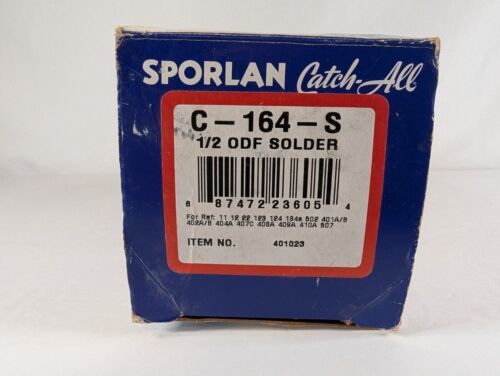 SPORLAN Catch-All
C-164-S
1/2 ODF SOLDER
6 87472 23605 4
For Ref: 11 12 22 123 124 134a 502 401A/B
402A/B 404A 407C 408A 409A 410A 507
ITEM NO. 401023